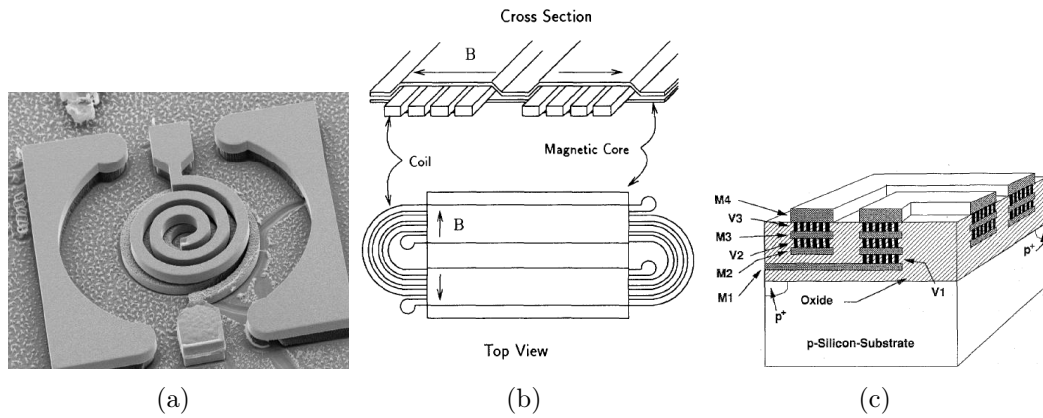 Cross Section
B
Coil
Magnetic Core
B
Top View
M4
V3
M3
V2
M2
M1
p+
Oxide
V1
p+
p-Silicon-Substrate
(a)
(b)
(c)